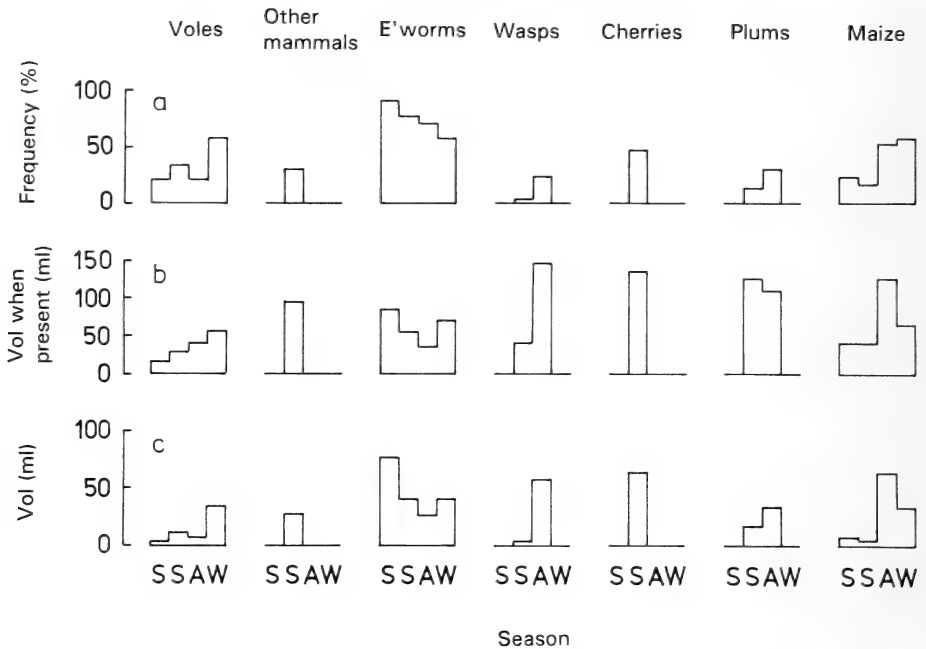 Voles Other mammals E'worms Wasps Cherries Plums Maize
Frequency (%)
100
50
0
a
Vol when present (ml)
150
100
50
0
b
Vol (ml)
100
50
0
c
SSAW SSAW SSAW SSAW SSAW SSAW SSAW
Season